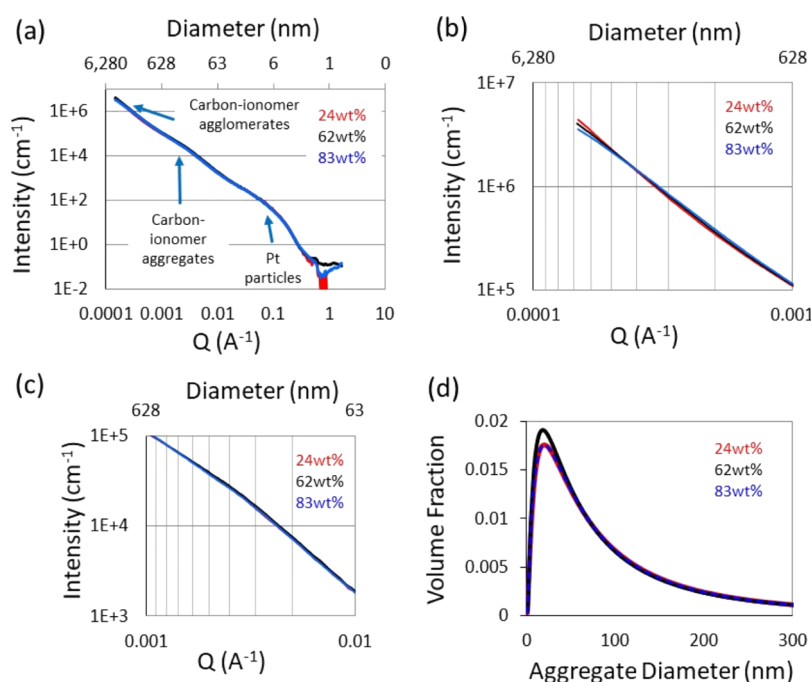 (a)
Diameter (nm)
6,280 628 63 6 1 0
Intensity (cm-1)
1E+6
1E+4
1E+2
1E+0
1E-2
Carbon-ionomer
agglomerates
24wt%
62wt%
83wt%
Carbon-
ionomer
aggregates
Pt
particles
0.0001 0.001 0.01 0.1 1 10
Q (A-1)
(b)
Diameter (nm)
6,280 628
Intensity (cm-1)
1E+7
1E+6
1E+5
24wt%
62wt%
83wt%
0.0001 0.001
Q (A-1)
(c)
Diameter (nm)
628 63
Intensity (cm-1)
1E+5
1E+4
1E+3
24wt%
62wt%
83wt%
0.001 0.01
Q (A-1)
(d)
Volume Fraction
0.02
0.015
0.01
0.005
0
24wt%
62wt%
83wt%
0 100 200 300
Aggregate Diameter (nm)